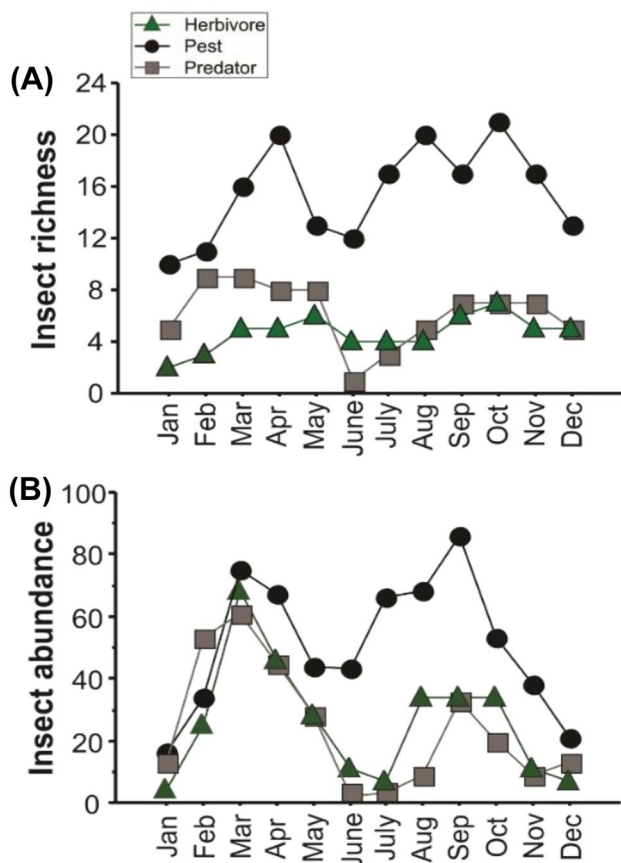 Herbivore
Pest
Predator
(A)
Insect richness
24
20
16
12
8
4
0
Jan Feb Mar Apr May June July Aug Sep Oct Nov Dec
(B)
Insect abundance
100
80
60
40
20
0
Jan Feb Mar Apr May June July Aug Sep Oct Nov Dec